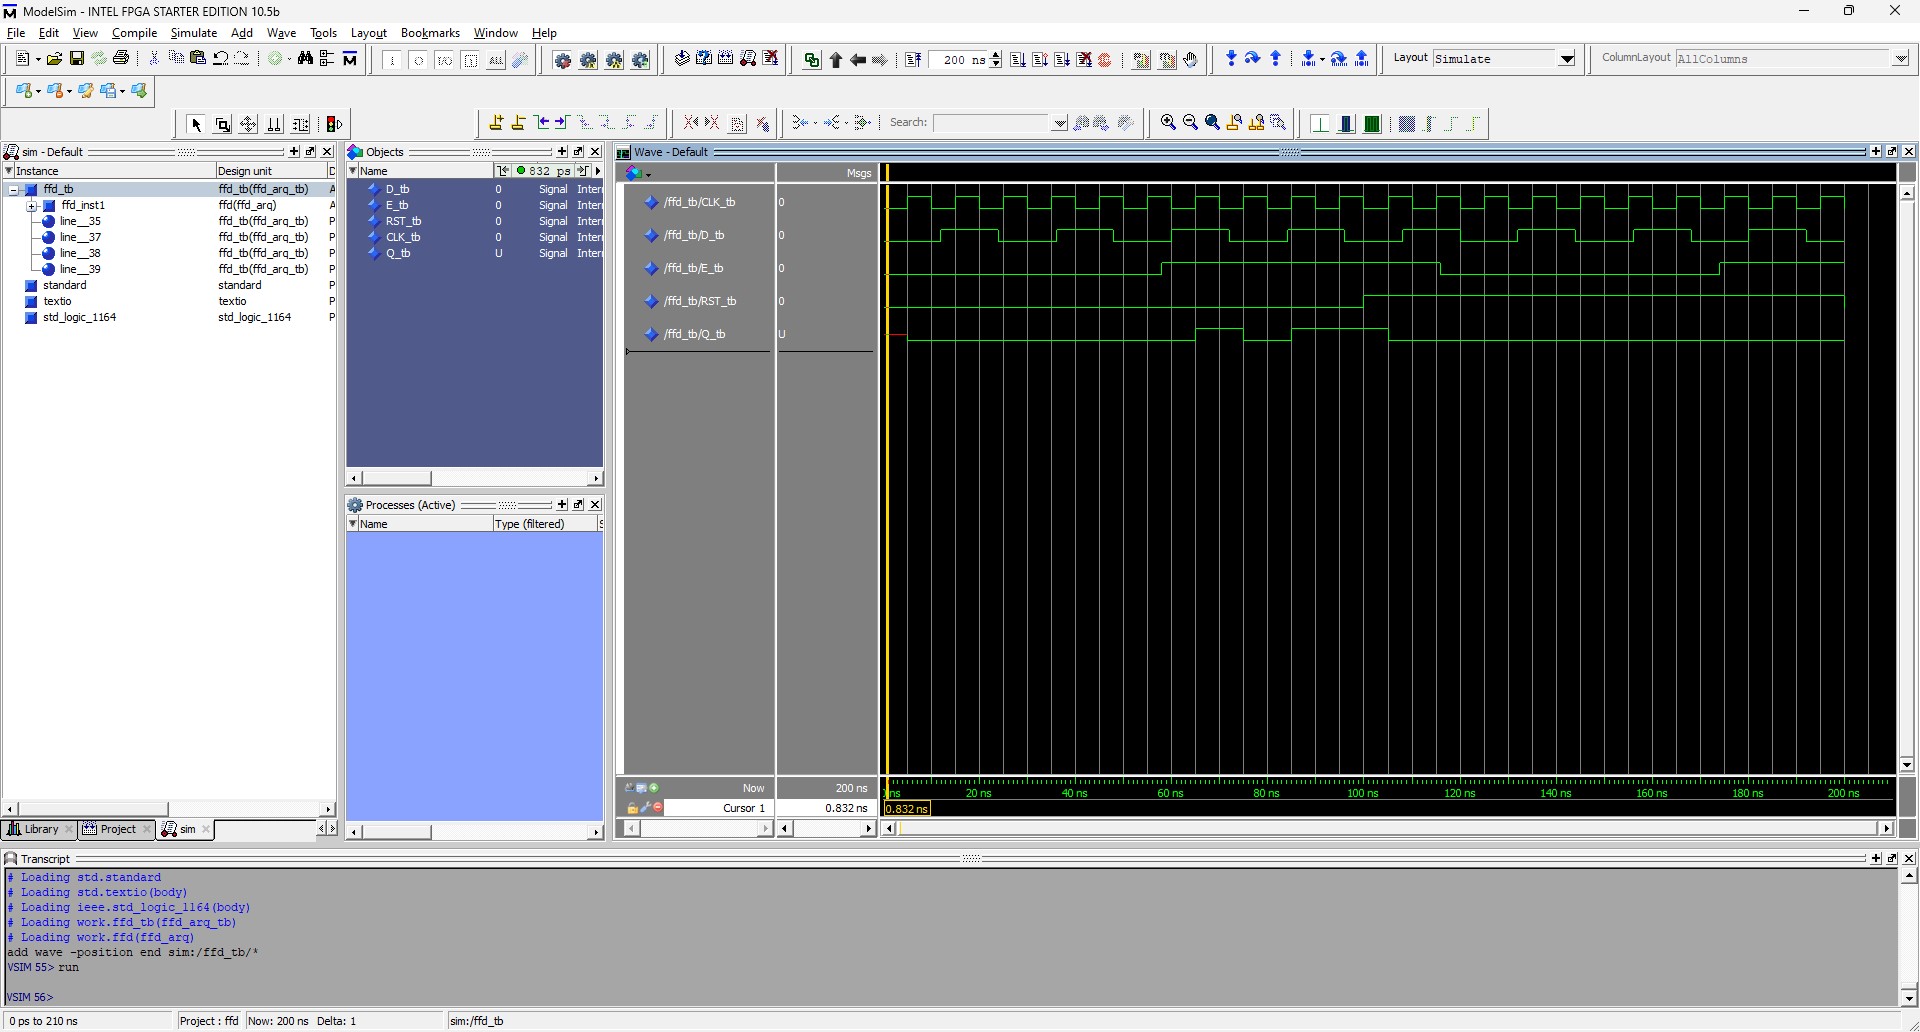 ModelSim - INTEL FPGA STARTER EDITION 10.5b
File Edit View Compile Simulate Add Wave Tools Layout Bookmarks Window Help
200 ns
Layout Simulate
ColumnLayout AllColumns
Search:
sim - Default
Instance Design unit D
ffd_tb ffd_tb(ffd_arq_tb) A
ffd_inst1 ffd(ffd_arq) A
line__35 ffd_tb(ffd_arq_tb) P
line__37 ffd_tb(ffd_arq_tb) P
line__38 ffd_tb(ffd_arq_tb) P
line__39 ffd_tb(ffd_arq_tb) P
standard standard P
textio textio P
std_logic_1164 std_logic_1164 P
Library Project sim
Objects
Name 832 ps
D_tb 0 Signal Inter
E_tb 0 Signal Inter
RST_tb 0 Signal Inter
CLK_tb 0 Signal Inter
Q_tb U Signal Inter
Processes (Active)
Name Type (filtered) S
Wave - Default
Msgs
/ffd_tb/CLK_tb 0
/ffd_tb/D_tb 0
/ffd_tb/E_tb 0
/ffd_tb/RST_tb 0
/ffd_tb/Q_tb U
Now 200 ns
ns 20 ns 40 ns 60 ns 80 ns 100 ns 120 ns 140 ns 160 ns 180 ns 200 ns
Cursor 1 0.832 ns
0.832 ns
Transcript
# Loading std.standard
# Loading std.textio(body)
# Loading ieee.std_logic_1164(body)
# Loading work.ffd_tb(ffd_arq_tb)
# Loading work.ffd(ffd_arq)
add wave -position end sim:/ffd_tb/*
VSIM 55> run
VSIM 56>
0 ps to 210 ns Project : ffd Now: 200 ns Delta: 1 sim:/ffd_tb